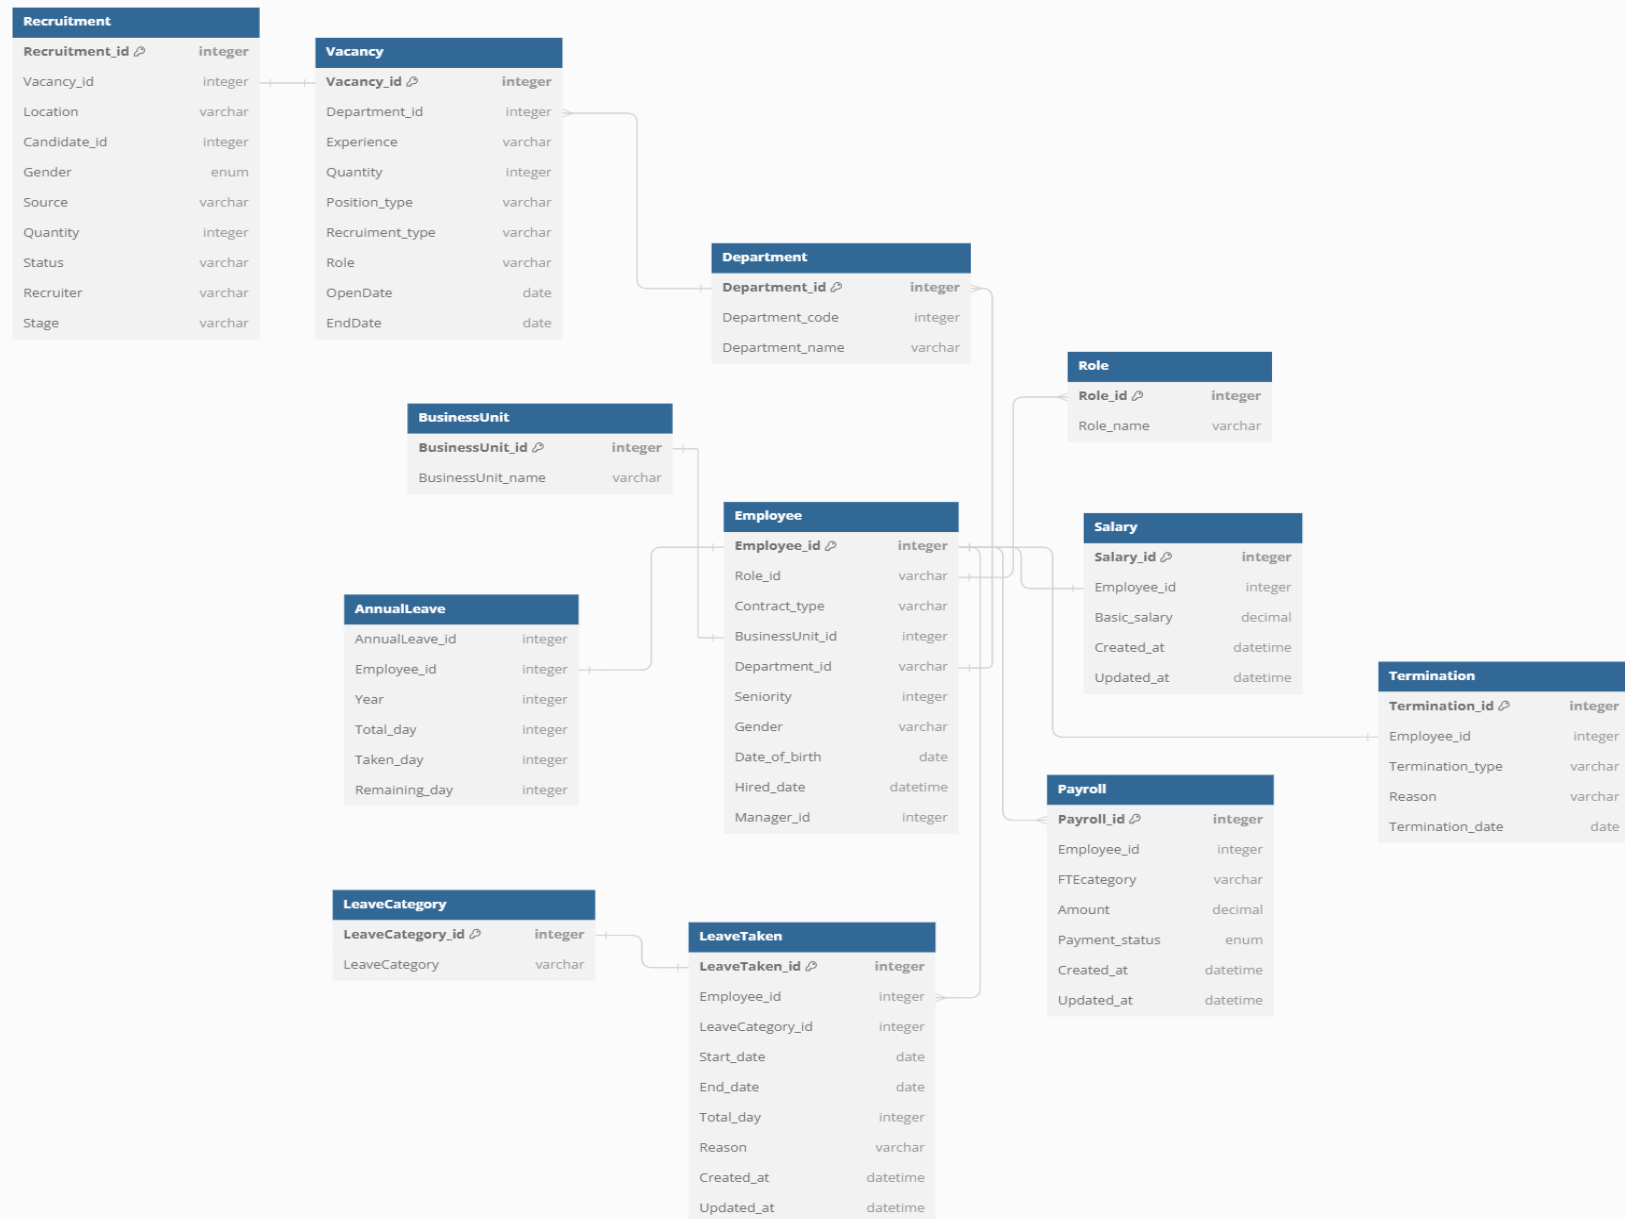 Recruitment
Recruitment_id integer
Vacancy_id integer
Location varchar
Candidate_id integer
Gender enum
Source varchar
Quantity integer
Status varchar
Recruiter varchar
Stage varchar
Vacancy
Vacancy_id integer
Department_id integer
Experience varchar
Quantity integer
Position_type varchar
Recruiment_type varchar
Role varchar
OpenDate date
EndDate date
Department
Department_id integer
Department_code integer
Department_name varchar
Role
Role_id integer
Role_name varchar
BusinessUnit
BusinessUnit_id integer
BusinessUnit_name varchar
Employee
Employee_id integer
Role_id varchar
Contract_type varchar
BusinessUnit_id integer
Department_id varchar
Seniority integer
Gender varchar
Date_of_birth date
Hired_date datetime
Manager_id integer
Salary
Salary_id integer
Employee_id integer
Basic_salary decimal
Created_at datetime
Updated_at datetime
AnnualLeave
AnnualLeave_id integer
Employee_id integer
Year integer
Total_day integer
Taken_day integer
Remaining_day integer
Termination
Termination_id integer
Employee_id integer
Termination_type varchar
Reason varchar
Termination_date date
Payroll
Payroll_id integer
Employee_id integer
FTEcategory varchar
Amount decimal
Payment_status enum
Created_at datetime
Updated_at datetime
LeaveCategory
LeaveCategory_id integer
LeaveCategory varchar
LeaveTaken
LeaveTaken_id integer
Employee_id integer
LeaveCategory_id integer
Start_date date
End_date date
Total_day integer
Reason varchar
Created_at datetime
Updated_at datetime